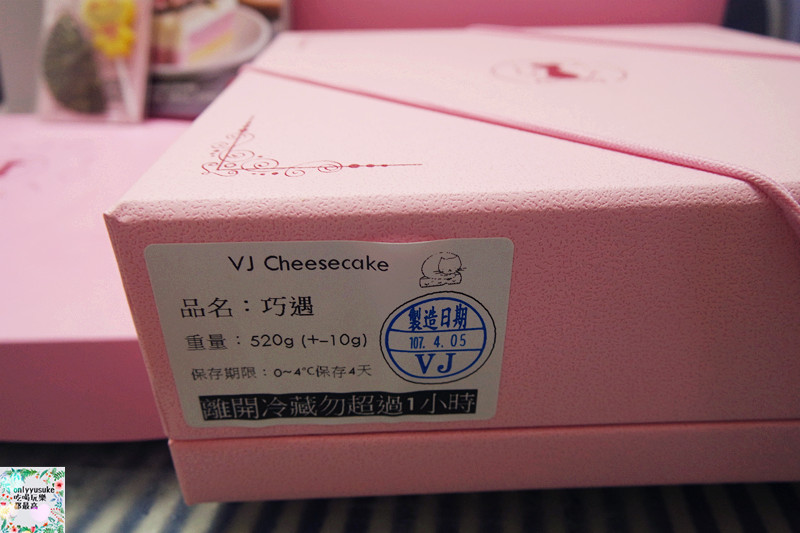 VJ Cheesecake
品名：巧遇
重量：520g (+-10g)
保存期限：0~4℃保存4天
離開冷藏勿超過1小時
製造日期
107. 4. 05
VJ
onlyyusuke
吃喝玩樂
都最高